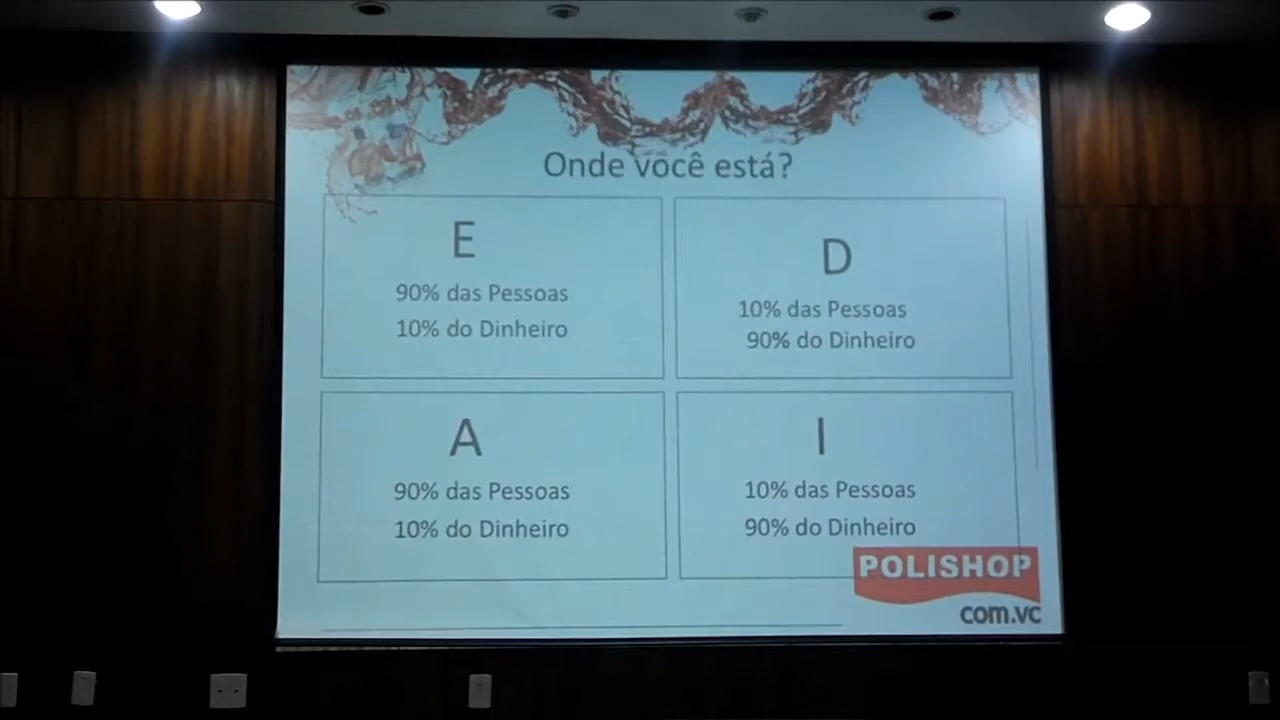 Onde você está?
E
90% das Pessoas
10% do Dinheiro
D
10% das Pessoas
90% do Dinheiro
A
90% das Pessoas
10% do Dinheiro
I
10% das Pessoas
90% do Dinheiro
POLISHOP
com.vc